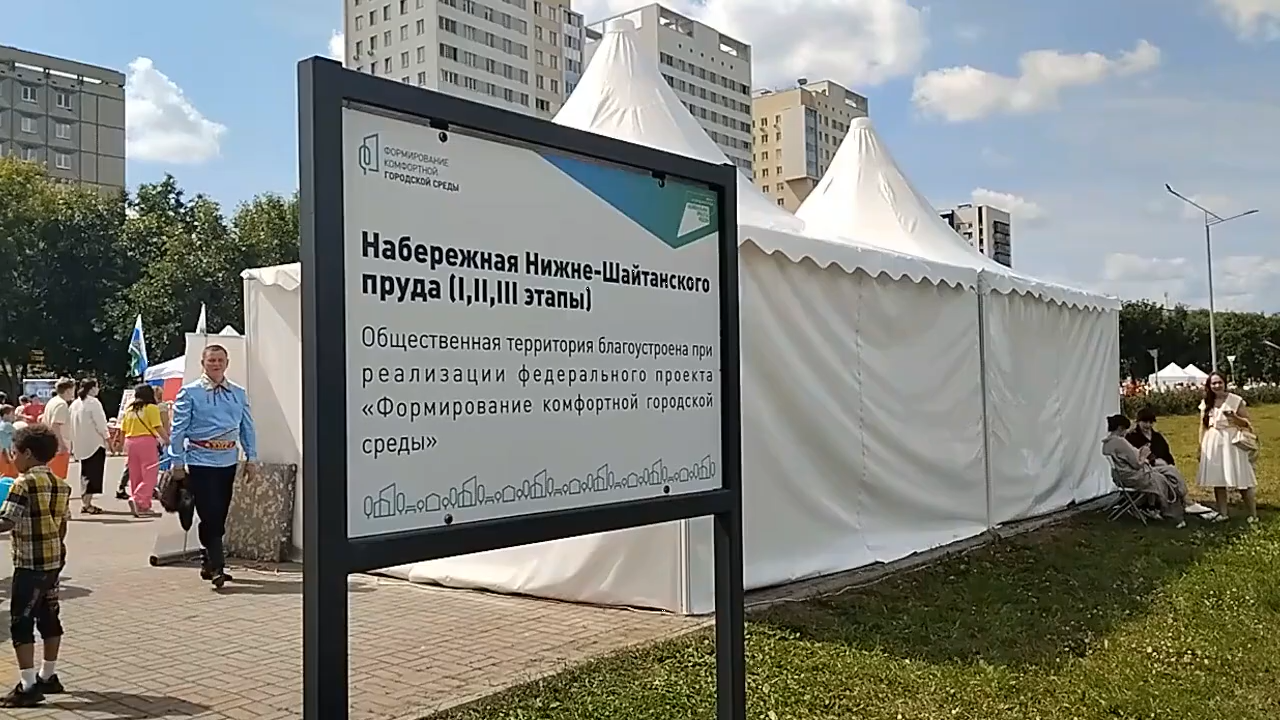 ФОРМИРОВАНИЕ
КОМФОРТНОЙ
ГОРОДСКОЙ СРЕДЫ
Набережная Нижне-Шайтанского
пруда (I,II,III этапы)
Общественная территория благоустроена при
реализации федерального проекта
«Формирование комфортной городской
среды»